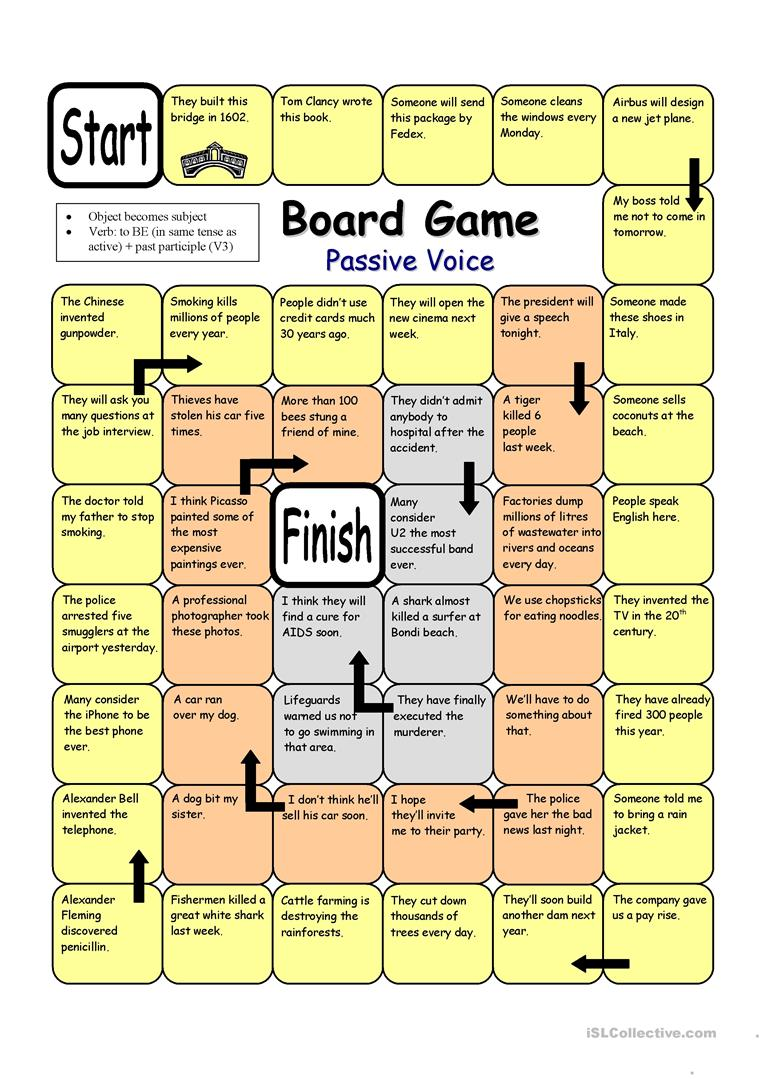 Start
They built this
bridge in 1602.
Tom Clancy wrote
this book.
Someone will send
this package by
Fedex.
Someone cleans
the windows every
Monday.
Airbus will design
a new jet plane.
• Object becomes subject
• Verb: to BE (in same tense as
active) + past participle (V3)
Board Game
Passive Voice
My boss told
me not to come in
tomorrow.
The Chinese
invented
gunpowder.
Smoking kills
millions of people
every year.
People didn't use
credit cards much
30 years ago.
They will open the
new cinema next
week.
The president will
give a speech
tonight.
Someone made
these shoes in
Italy.
They will ask you
many questions at
the job interview.
Thieves have
stolen his car five
times.
More than 100
bees stung a
friend of mine.
They didn't admit
anybody to
hospital after the
accident.
A tiger
killed 6
people
last week.
Someone sells
coconuts at the
beach.
The doctor told
my father to stop
smoking.
I think Picasso
painted some of
the most
expensive
paintings ever.
Finish
Many
consider
U2 the most
successful band
ever.
Factories dump
millions of litres
of wastewater into
rivers and oceans
every day.
People speak
English here.
The police
arrested five
smugglers at the
airport yesterday.
A professional
photographer took
these photos.
I think they will
find a cure for
AIDS soon.
A shark almost
killed a surfer at
Bondi beach.
We use chopsticks
for eating noodles.
They invented the
TV in the 20th
century.
Many consider
the iPhone to be
the best phone
ever.
A car ran
over my dog.
Lifeguards
warned us not
to go swimming in
that area.
They have finally
executed the
murderer.
We'll have to do
something about
that.
They have already
fired 300 people
this year.
Alexander Bell
invented the
telephone.
A dog bit my
sister.
I don't think he'll
sell his car soon.
I hope
they'll invite
me to their party.
The police
gave her the bad
news last night.
Someone told me
to bring a rain
jacket.
Alexander
Fleming
discovered
penicillin.
Fishermen killed a
great white shark
last week.
Cattle farming is
destroying the
rainforests.
They cut down
thousands of
trees every day.
They'll soon build
another dam next
year.
The company gave
us a pay rise.
iSLCollective.com